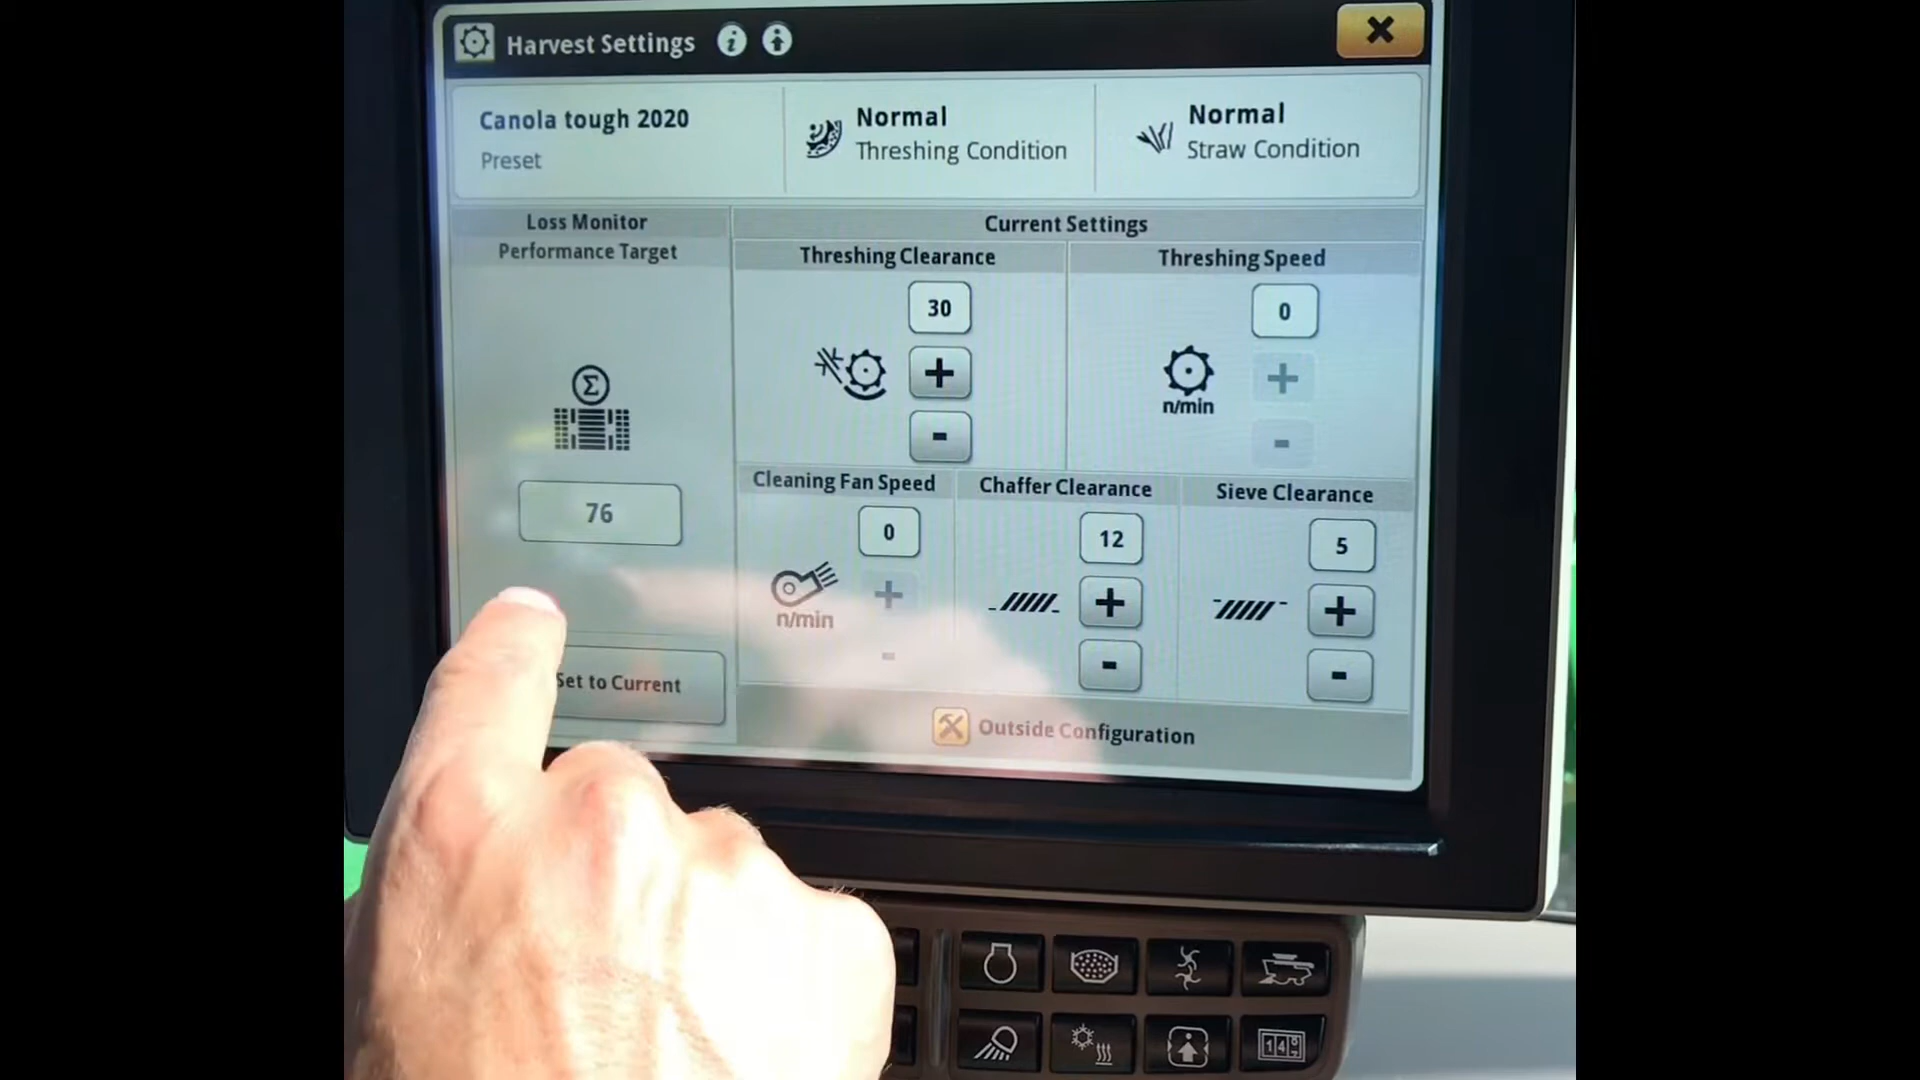 Harvest Settings
Canola tough 2020
Preset
Normal
Threshing Condition
Normal
Straw Condition
Loss Monitor
Performance Target
76
Set to Current
Current Settings
Threshing Clearance
30
+
-
Threshing Speed
0
n/min
+
-
Cleaning Fan Speed
0
n/min
+
-
Chaffer Clearance
12
+
-
Sieve Clearance
5
+
-
Outside Configuration